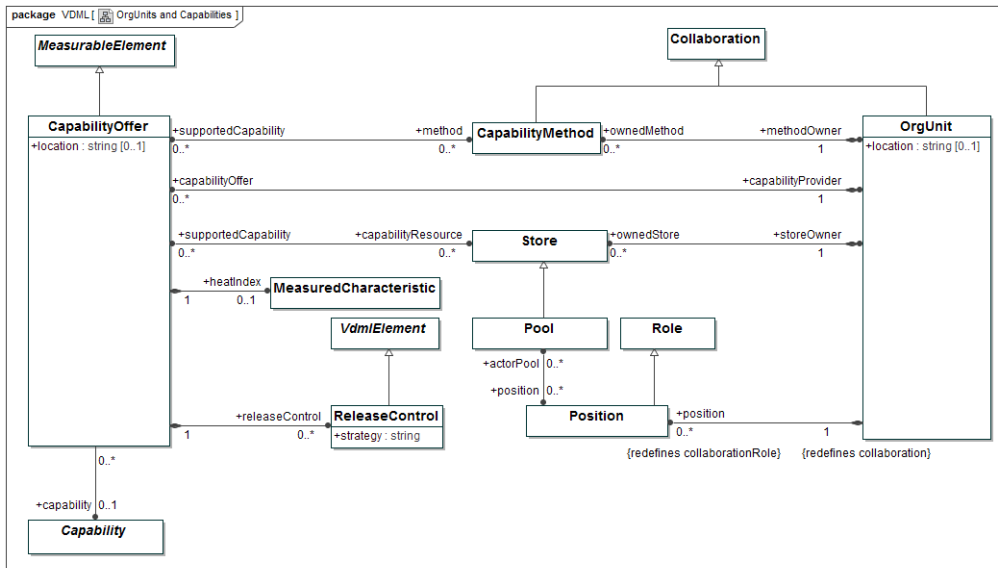 package VDML [ OrgUnits and Capabilities ]
MeasurableElement
Collaboration
CapabilityOffer
+location : string [0..1]
+supportedCapability
0..*
+method
0..*
CapabilityMethod
+ownedMethod
0..*
+methodOwner
1
OrgUnit
+location : string [0..1]
+capabilityOffer
0..*
+capabilityProvider
1
+supportedCapability
0..*
+capabilityResource
0..*
Store
+ownedStore
0..*
+storeOwner
1
+heatIndex
1
0..1
MeasuredCharacteristic
VdmlElement
Pool
Role
+actorPool 0..*
+position 0..*
+releaseControl
1
0..*
ReleaseControl
+strategy : string
Position
+position
0..*
1
{redefines collaborationRole}
{redefines collaboration}
0..*
+capability 0..1
Capability